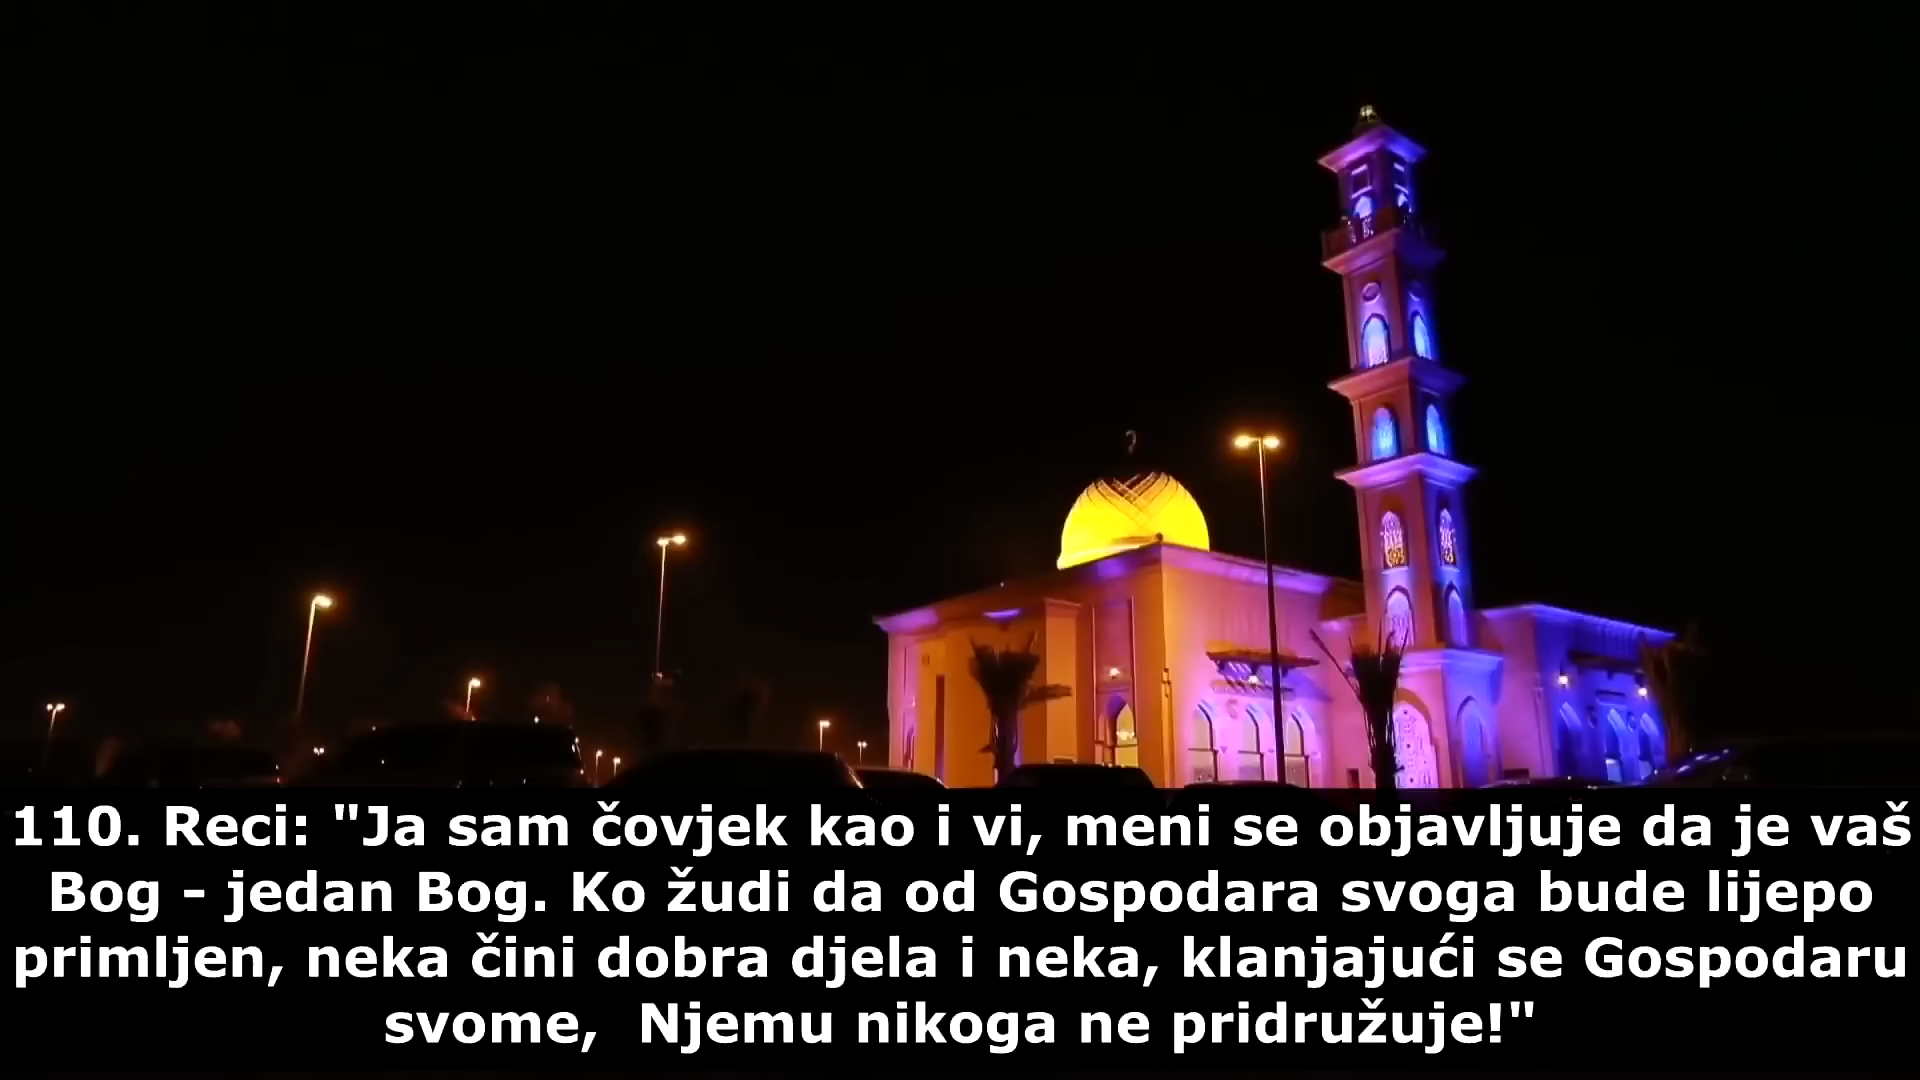 110. Reci: "Ja sam čovjek kao i vi, meni se objavljuje da je vaš
Bog - jedan Bog. Ko žudi da od Gospodara svoga bude lijepo
primljen, neka čini dobra djela i neka, klanjajući se Gospodaru
svome, Njemu nikoga ne pridružuje!"